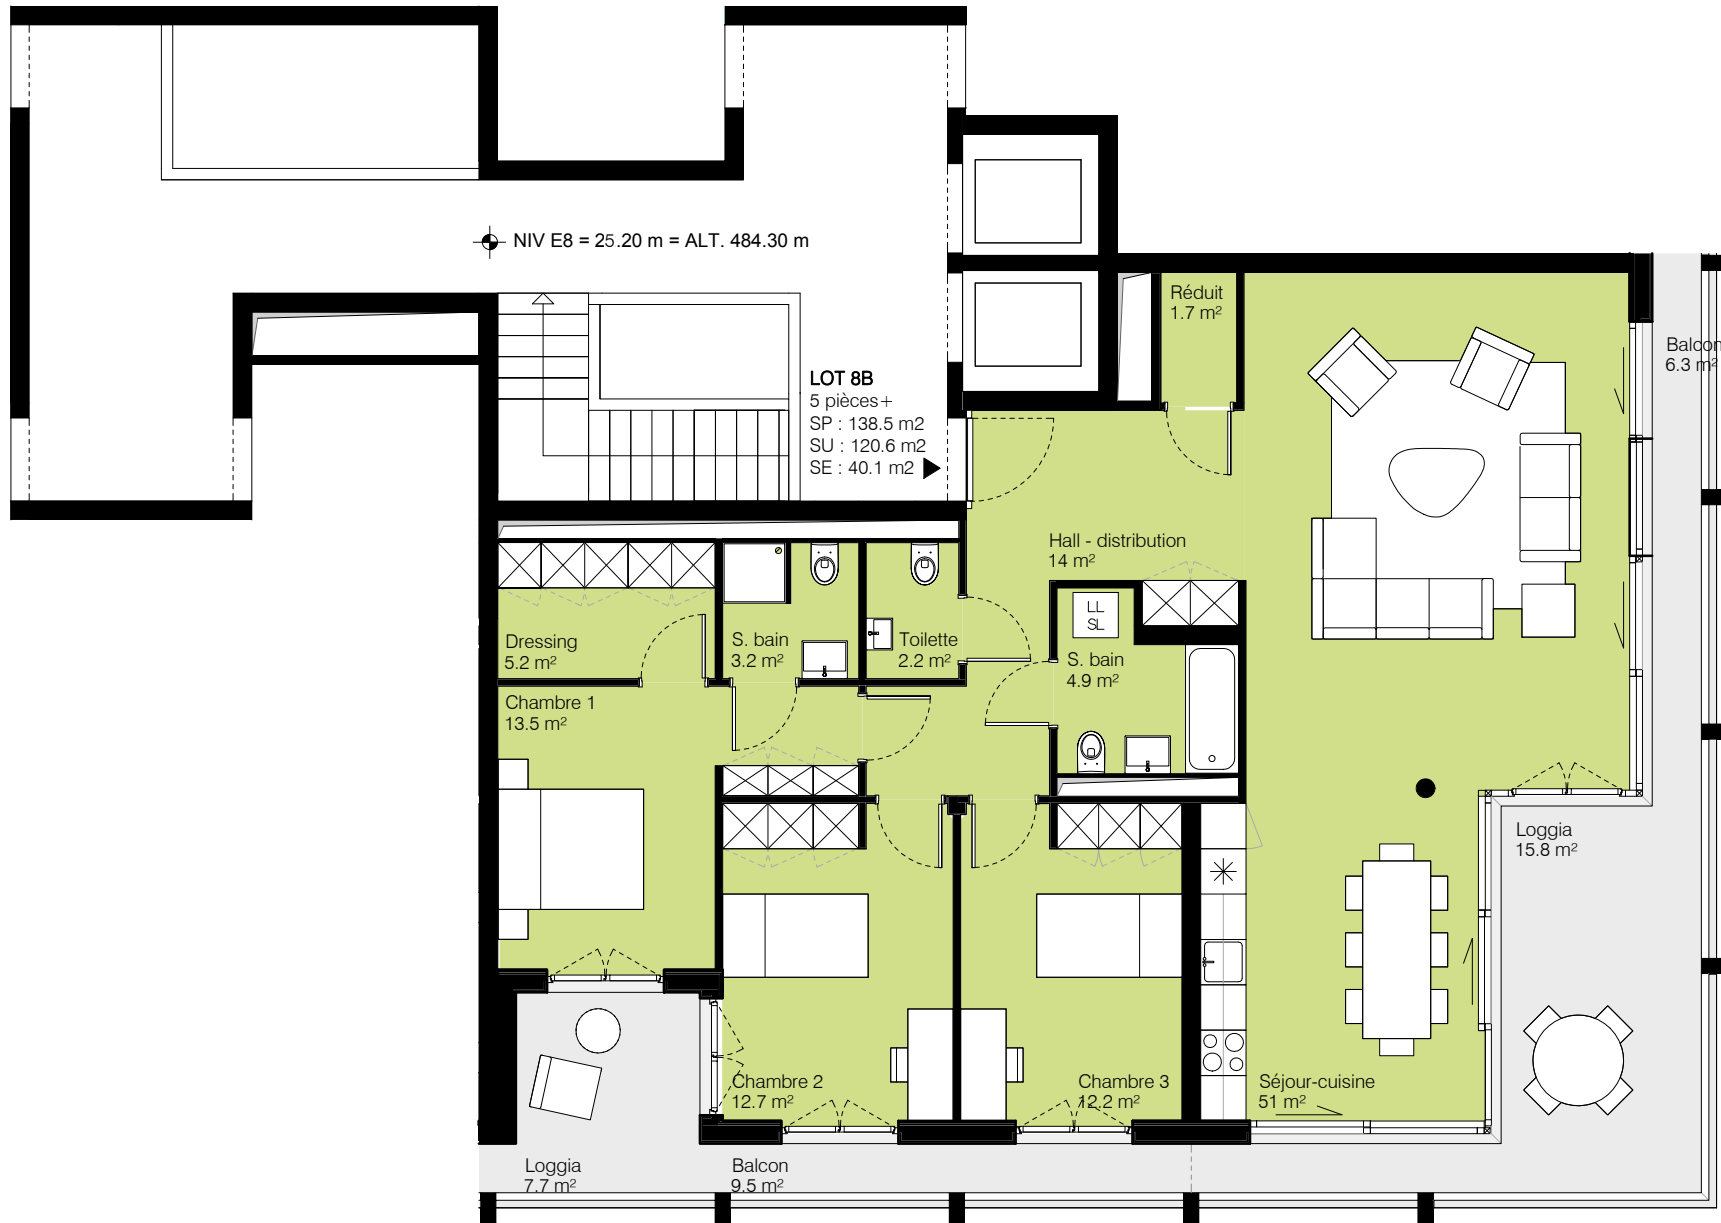 NIV E8 = 25.20 m = ALT. 484.30 m
LOT 8B
5 pièces+
SP : 138.5 m2
SU : 120.6 m2
SE : 40.1 m2
Réduit
1.7 m²
Balcon
6.3 m²
Hall - distribution
14 m²
LL
SL
Dressing
5.2 m²
S. bain
3.2 m²
Toilette
2.2 m²
S. bain
4.9 m²
Chambre 1
13.5 m²
Loggia
15.8 m²
Chambre 2
12.7 m²
Chambre 3
12.2 m²
Séjour-cuisine
51 m²
Loggia
7.7 m²
Balcon
9.5 m²